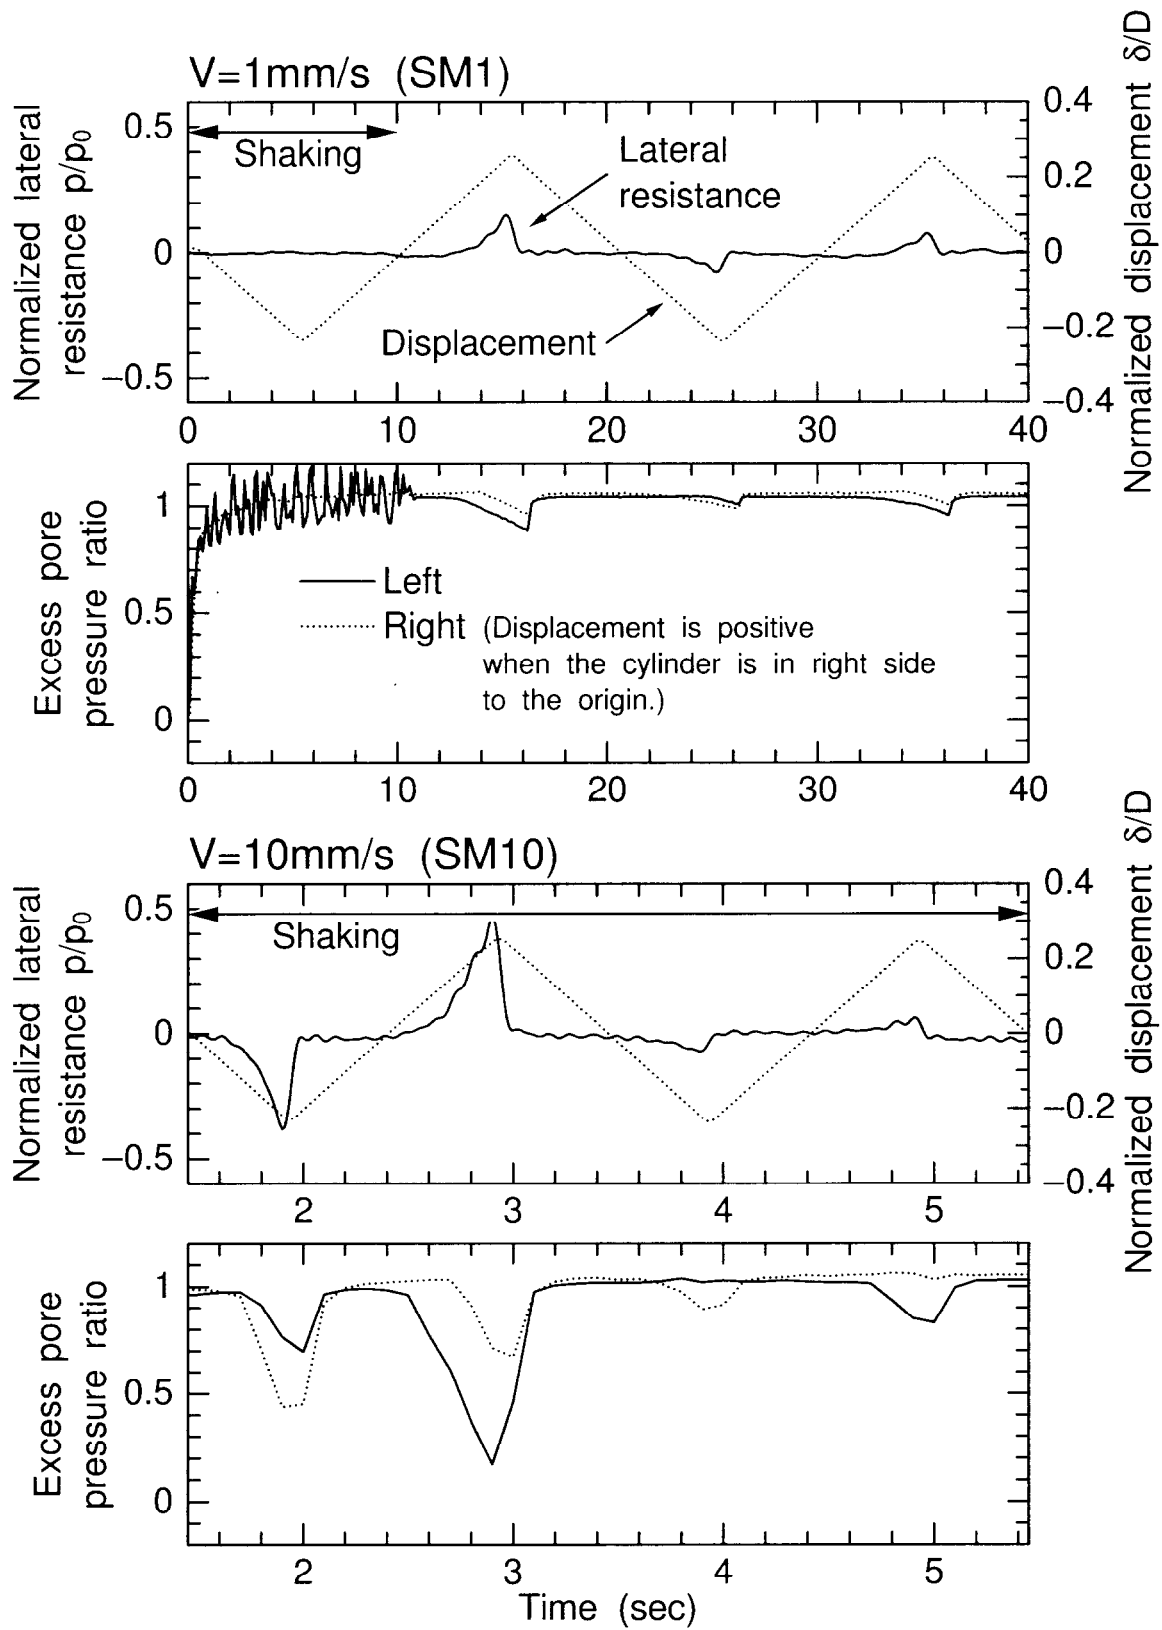 V=1mm/s (SM1)
Normalized lateral
resistance p/p0
0.5
0
−0.5
Shaking
Lateral
resistance
Displacement
0.4
0.2
0
−0.2
−0.4
Normalized displacement δ/D
0 10 20 30 40
Excess pore
pressure ratio
1
0.5
0
Left
Right (Displacement is positive
when the cylinder is in right side
to the origin.)
0 10 20 30 40
V=10mm/s (SM10)
Normalized lateral
resistance p/p0
0.5
0
−0.5
Shaking
0.4
0.2
0
−0.2
−0.4
Normalized displacement δ/D
2 3 4 5
Excess pore
pressure ratio
1
0.5
0
2 3 4 5
Time (sec)